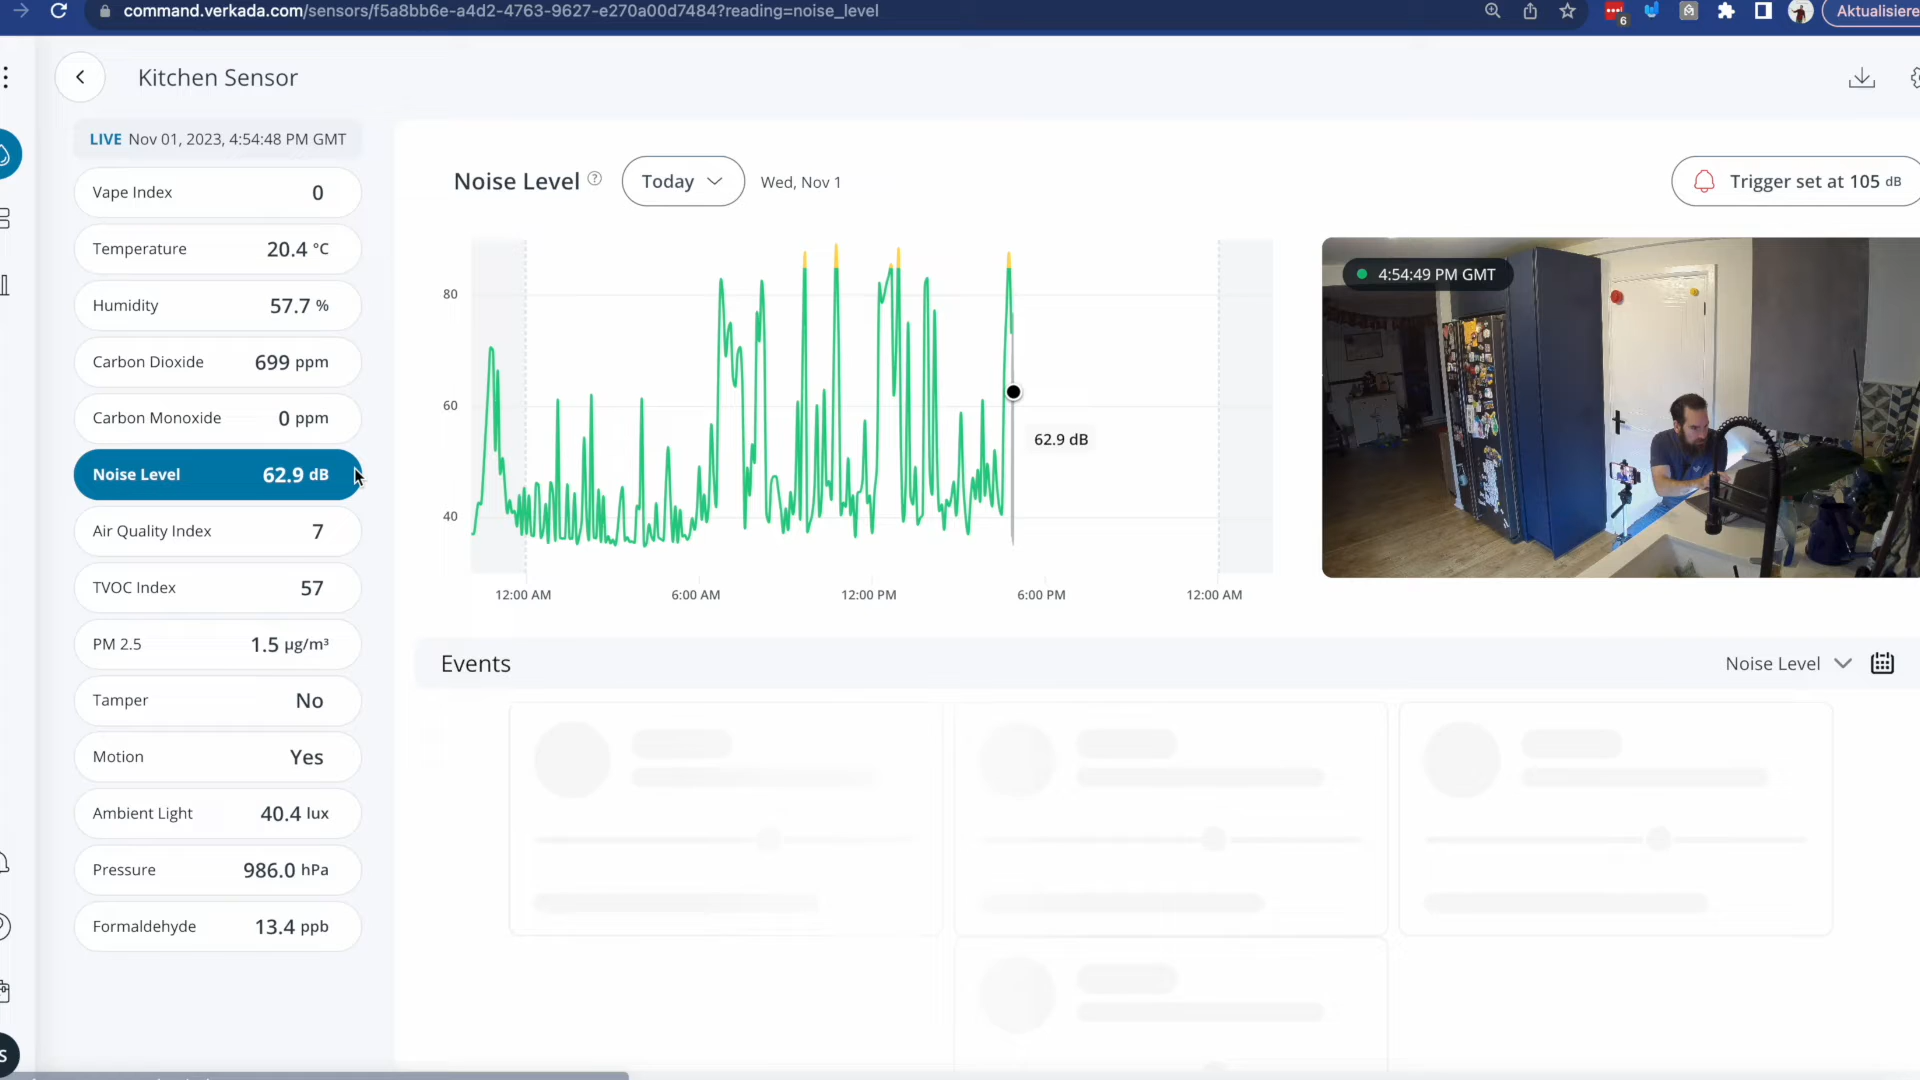 command.verkada.com/sensors/f5a8bb6e-a4d2-4763-9627-e270a00d7484?reading=noise_level
6
Aktualisiere
Kitchen Sensor
LIVE Nov 01, 2023, 4:54:48 PM GMT
Vape Index 0
Temperature 20.4 °C
Humidity 57.7 %
Carbon Dioxide 699 ppm
Carbon Monoxide 0 ppm
Noise Level 62.9 dB
Air Quality Index 7
TVOC Index 57
PM 2.5 1.5 µg/m³
Tamper No
Motion Yes
Ambient Light 40.4 lux
Pressure 986.0 hPa
Formaldehyde 13.4 ppb
S
Noise Level ? Today Wed, Nov 1
Trigger set at 105 dB
80
60
40
62.9 dB
12:00 AM 6:00 AM 12:00 PM 6:00 PM 12:00 AM
4:54:49 PM GMT
Events
Noise Level